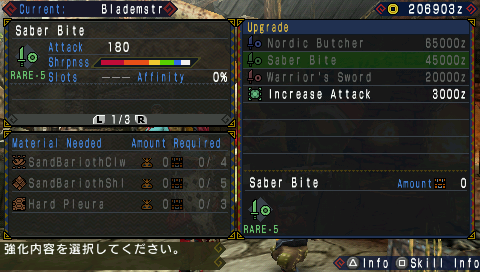 Current: Blademstr
206903z
Saber Bite
Attack 180
Shrpnss
RARE-5
Slots ––– Affinity 0%
L 1/3 R
Material Needed Amount Required
SandBariothClw 0 0/ 4
SandBariothShl 0 0/ 5
Hard Pleura 0 0/ 3
Upgrade
Nordic Butcher 65000z
Saber Bite 45000z
Warrior's Sword 20000z
Increase Attack 3000z
Saber Bite Amount 0
RARE-5
強化内容を選択してください。
Info Skill Info